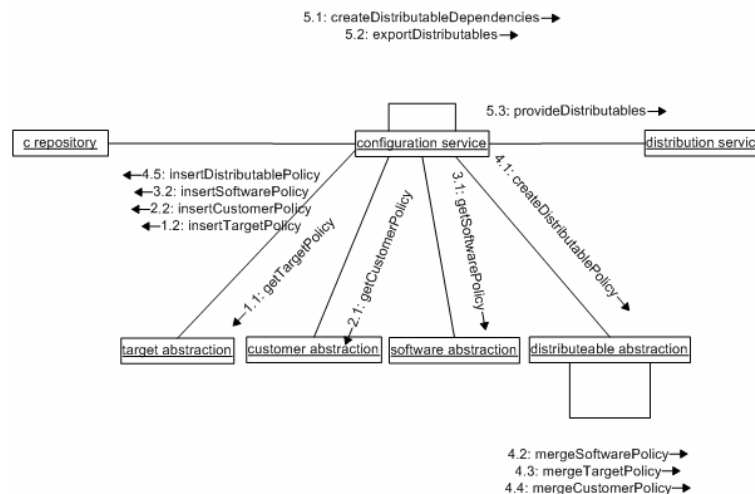 5.1: createDistributableDependencies
5.2: exportDistributables
5.3: provideDistributables
c repository
configuration service
distribution service
4.5: insertDistributablePolicy
3.2: insertSoftwarePolicy
2.2: insertCustomerPolicy
1.2: insertTargetPolicy
1.1: getTargetPolicy
2.1: getCustomerPolicy
3.1: getSoftwarePolicy
4.1: createDistributablePolicy
target abstraction
customer abstraction
software abstraction
distributeable abstraction
4.2: mergeSoftwarePolicy
4.3: mergeTargetPolicy
4.4: mergeCustomerPolicy